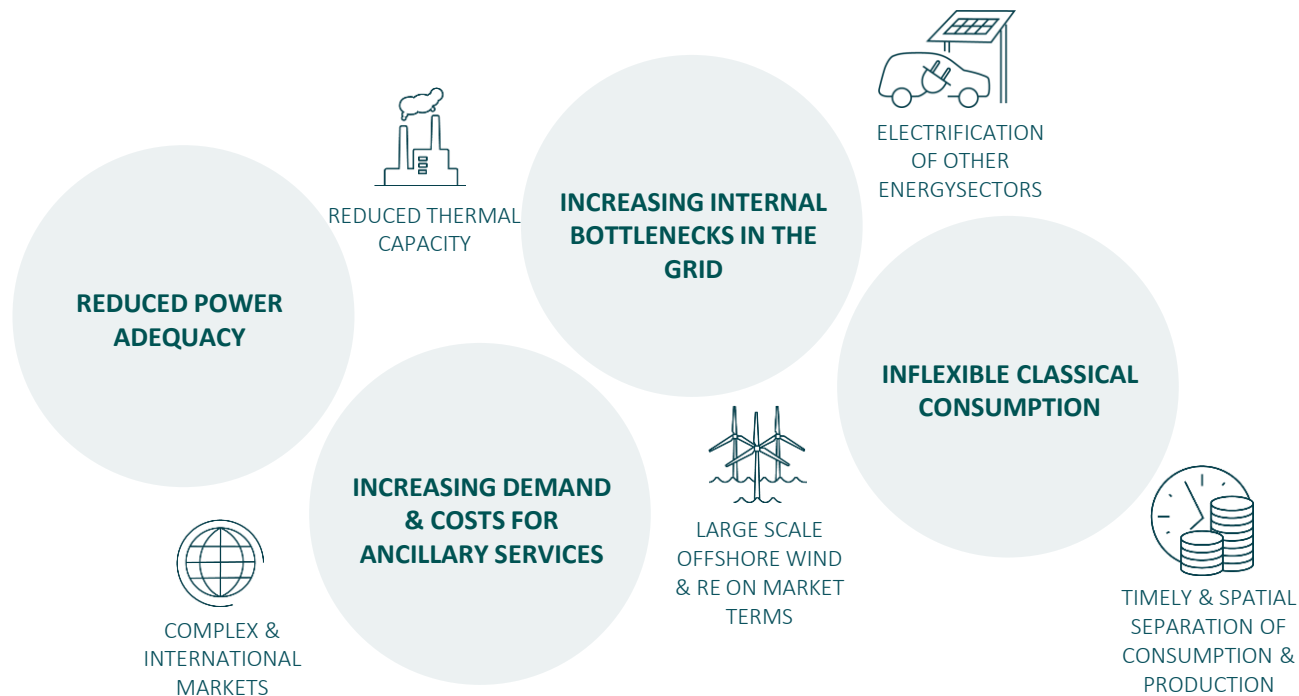 ELECTRIFICATION
OF OTHER
ENERGYSECTORS
REDUCED THERMAL
CAPACITY
INCREASING INTERNAL
BOTTLENECKS IN THE
GRID
REDUCED POWER
ADEQUACY
INFLEXIBLE CLASSICAL
CONSUMPTION
INCREASING DEMAND
& COSTS FOR
ANCILLARY SERVICES
LARGE SCALE
OFFSHORE WIND
& RE ON MARKET
TERMS
COMPLEX &
INTERNATIONAL
MARKETS
TIMELY & SPATIAL
SEPARATION OF
CONSUMPTION &
PRODUCTION